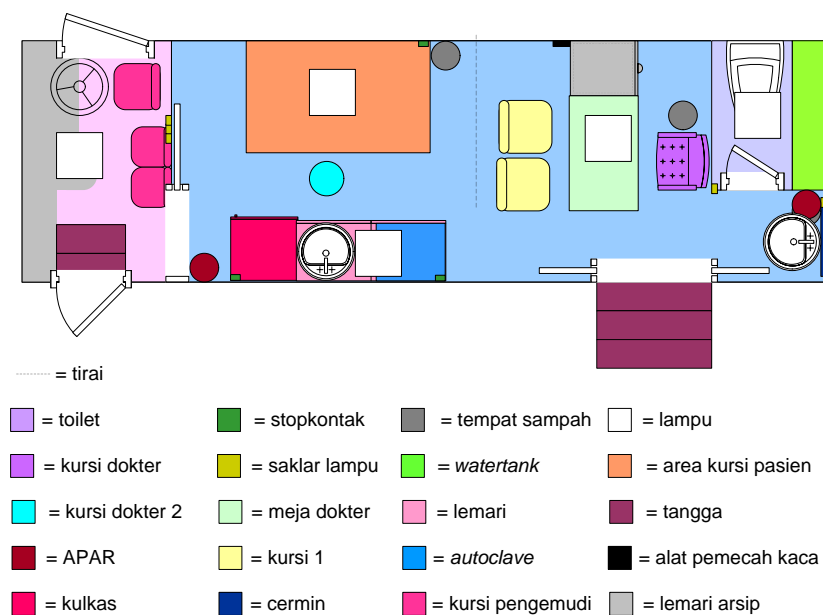 = tirai
= toilet = stopkontak = tempat sampah = lampu
= kursi dokter = saklar lampu = watertank = area kursi pasien
= kursi dokter 2 = meja dokter = lemari = tangga
= APAR = kursi 1 = autoclave = alat pemecah kaca
= kulkas = cermin = kursi pengemudi = lemari arsip